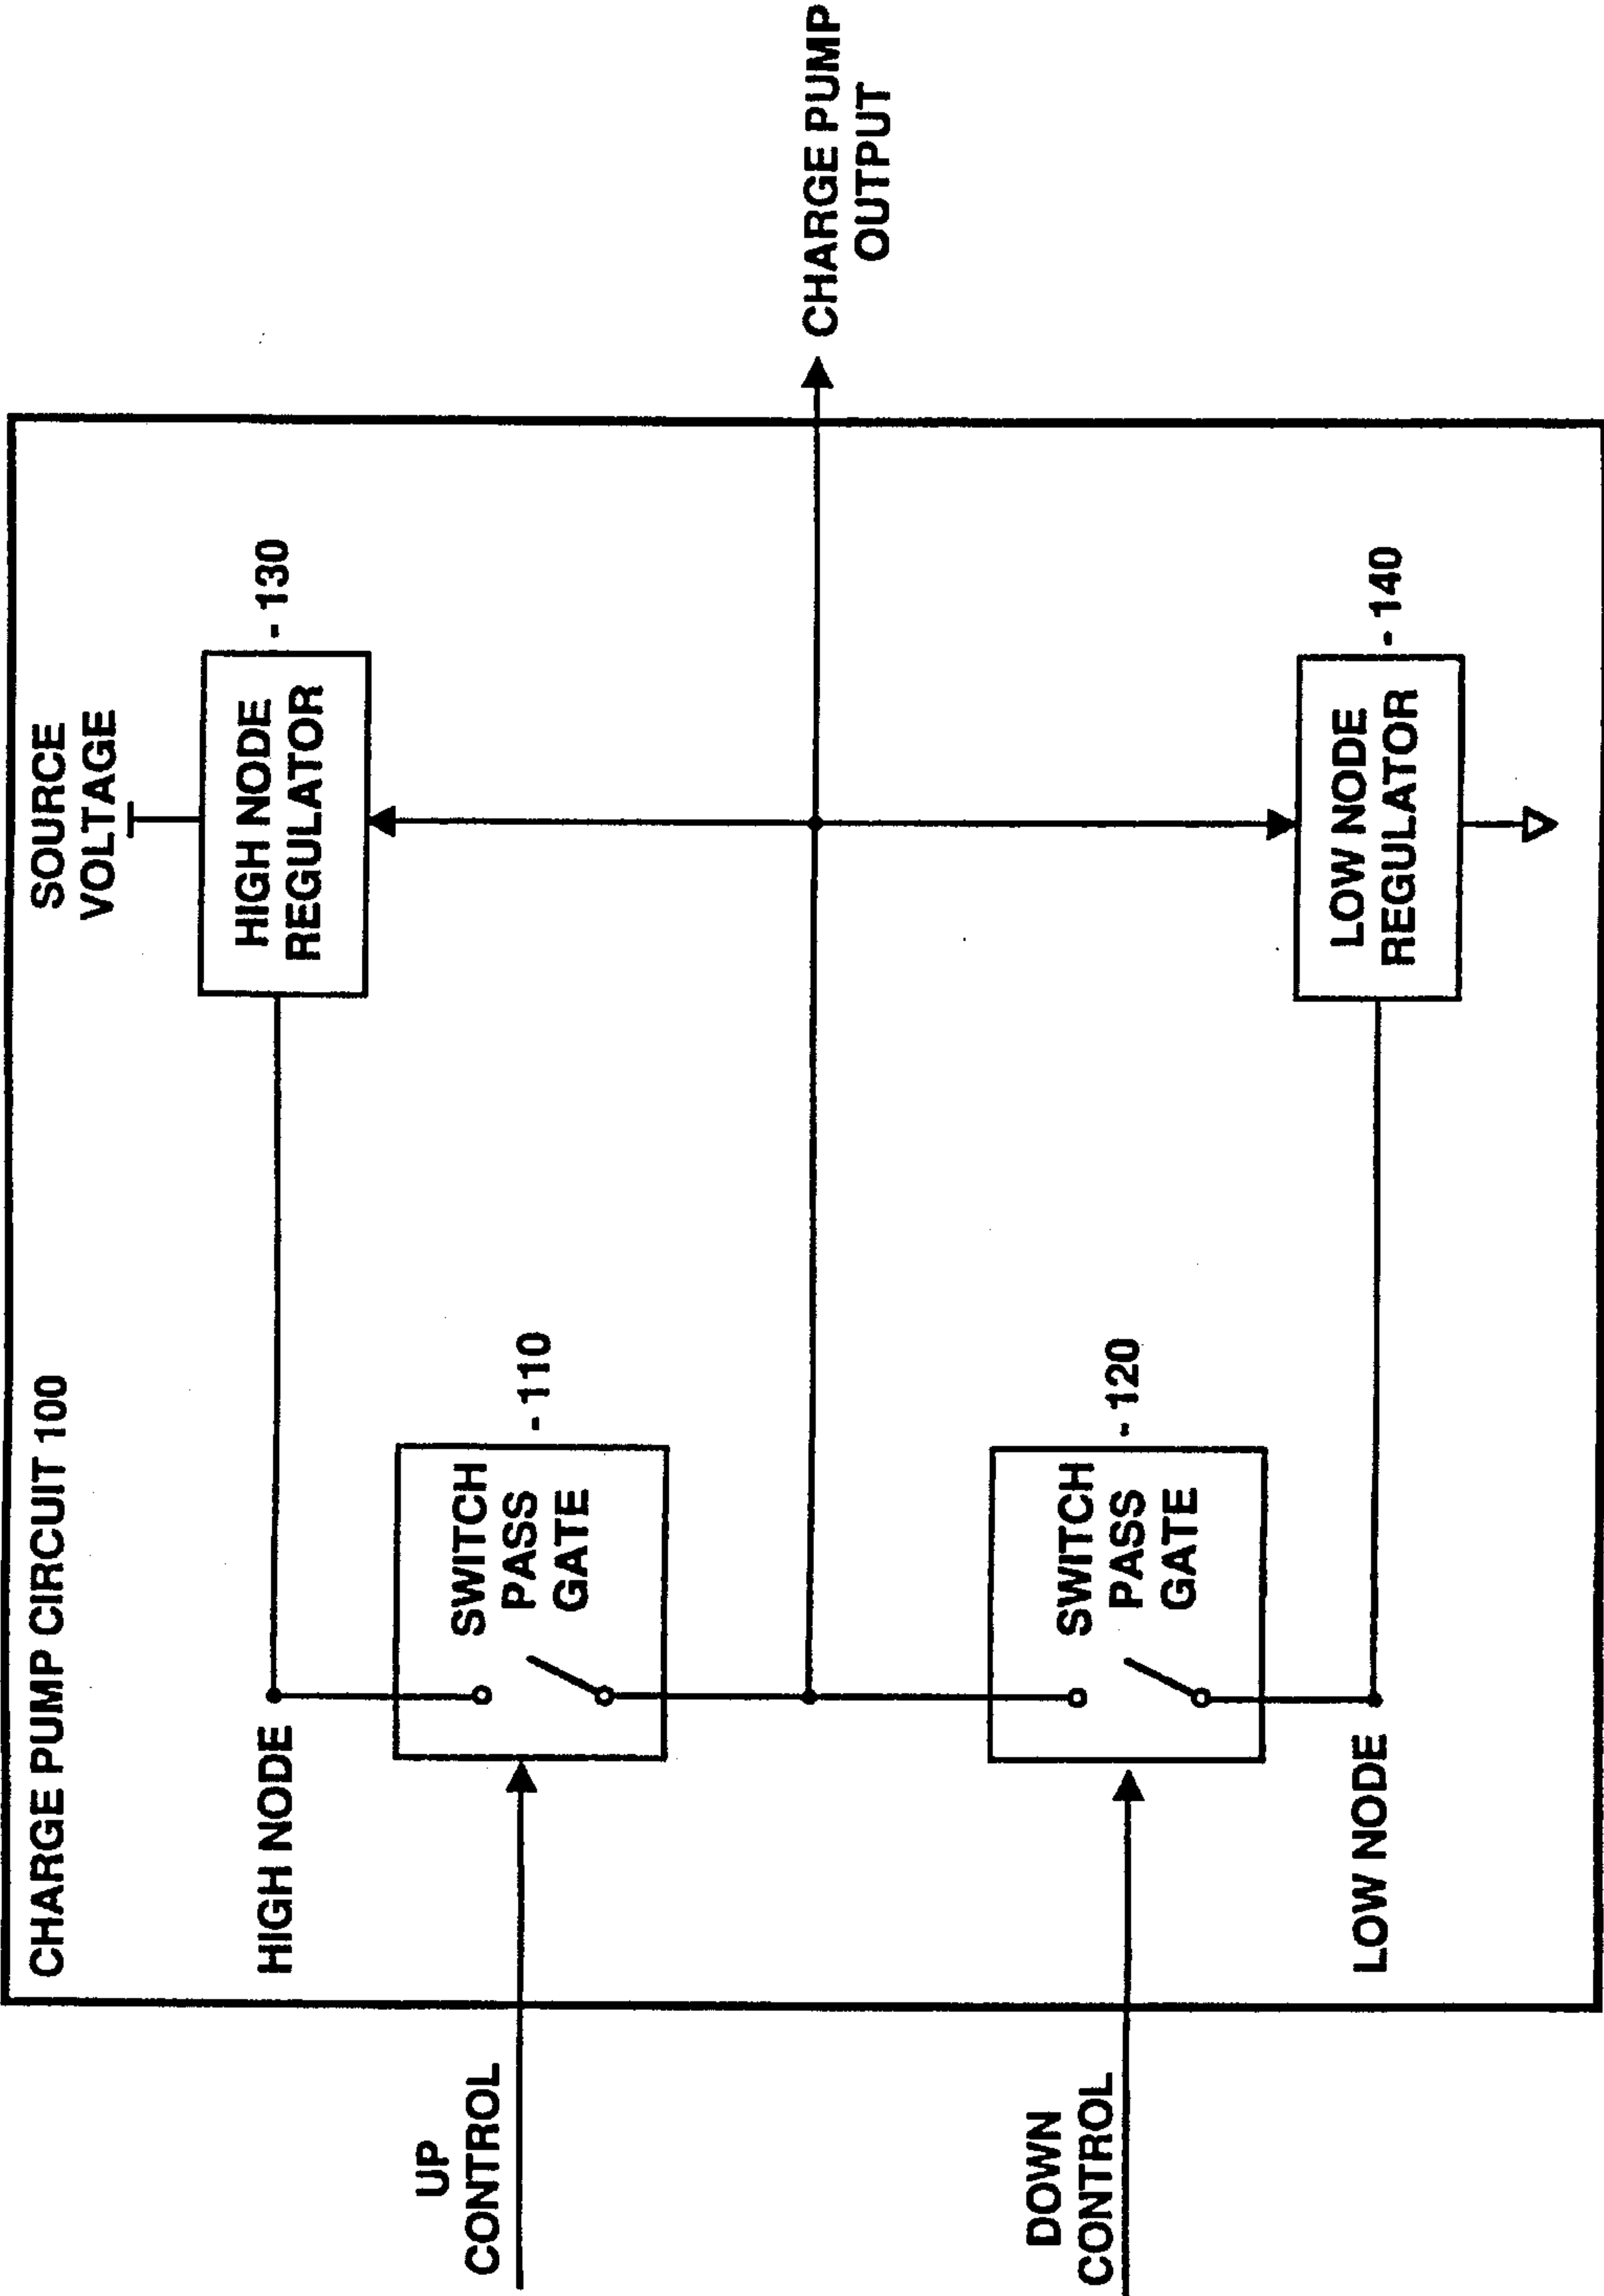 CHARGE PUMP CIRCUIT 100
SOURCE
VOLTAGE
HIGH NODE
HIGH NODE
REGULATOR
- 130
UP
CONTROL
SWITCH
PASS
GATE
- 110
CHARGE PUMP
OUTPUT
DOWN
CONTROL
SWITCH
PASS
GATE
- 120
LOW NODE
LOW NODE
REGULATOR
- 140